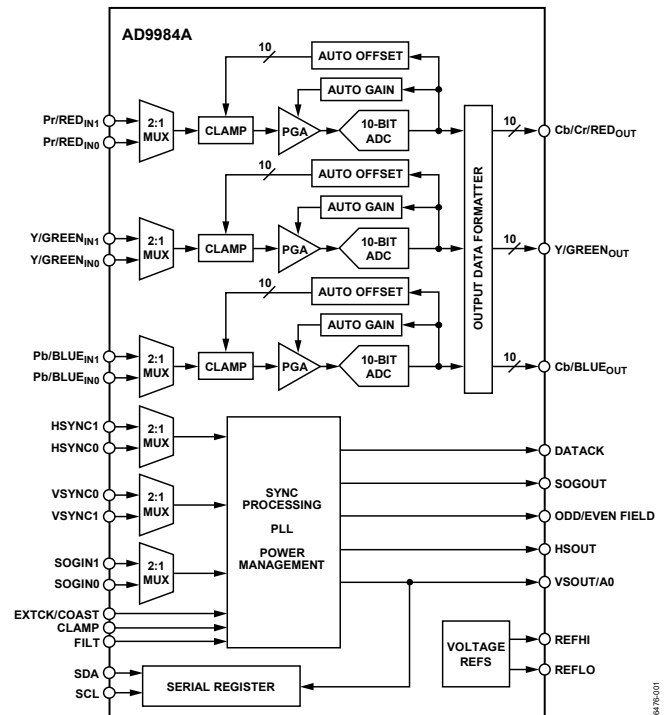 AD9984A
10
AUTO OFFSET
AUTO GAIN
Pr/RED_IN1
Pr/RED_IN0
2:1
MUX
CLAMP
PGA
10-BIT
ADC
10
Cb/Cr/RED_OUT
10
AUTO OFFSET
AUTO GAIN
Y/GREEN_IN1
Y/GREEN_IN0
2:1
MUX
CLAMP
PGA
10-BIT
ADC
10
Y/GREEN_OUT
OUTPUT DATA FORMATTER
10
AUTO OFFSET
AUTO GAIN
Pb/BLUE_IN1
Pb/BLUE_IN0
2:1
MUX
CLAMP
PGA
10-BIT
ADC
10
Cb/BLUE_OUT
HSYNC1
HSYNC0
2:1
MUX
VSYNC0
VSYNC1
2:1
MUX
SOGIN1
SOGIN0
2:1
MUX
EXTCK/COAST
CLAMP
FILT
SYNC
PROCESSING
PLL
POWER
MANAGEMENT
DATACK
SOGOUT
ODD/EVEN FIELD
HSOUT
VSOUT/A0
SDA
SCL
SERIAL REGISTER
VOLTAGE
REFS
REFHI
REFLO
6476-001